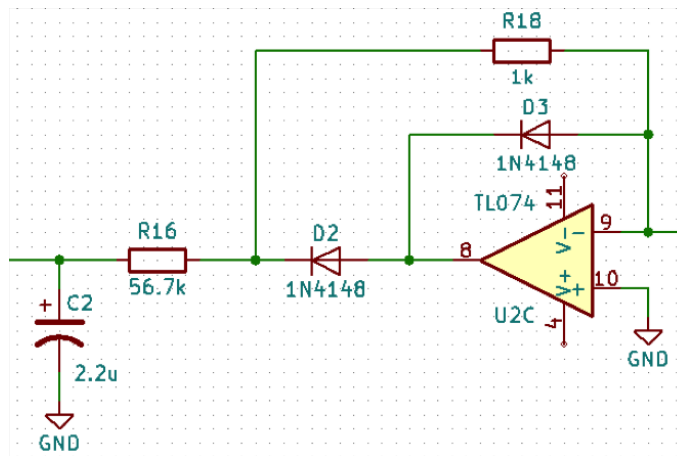 R18
1k
D3
1N4148
TL074
11
R16
D2
8
9
V-
-
+
C2
56.7k
1N4148
V+
+
10
U2C
4
2.2u
GND
GND